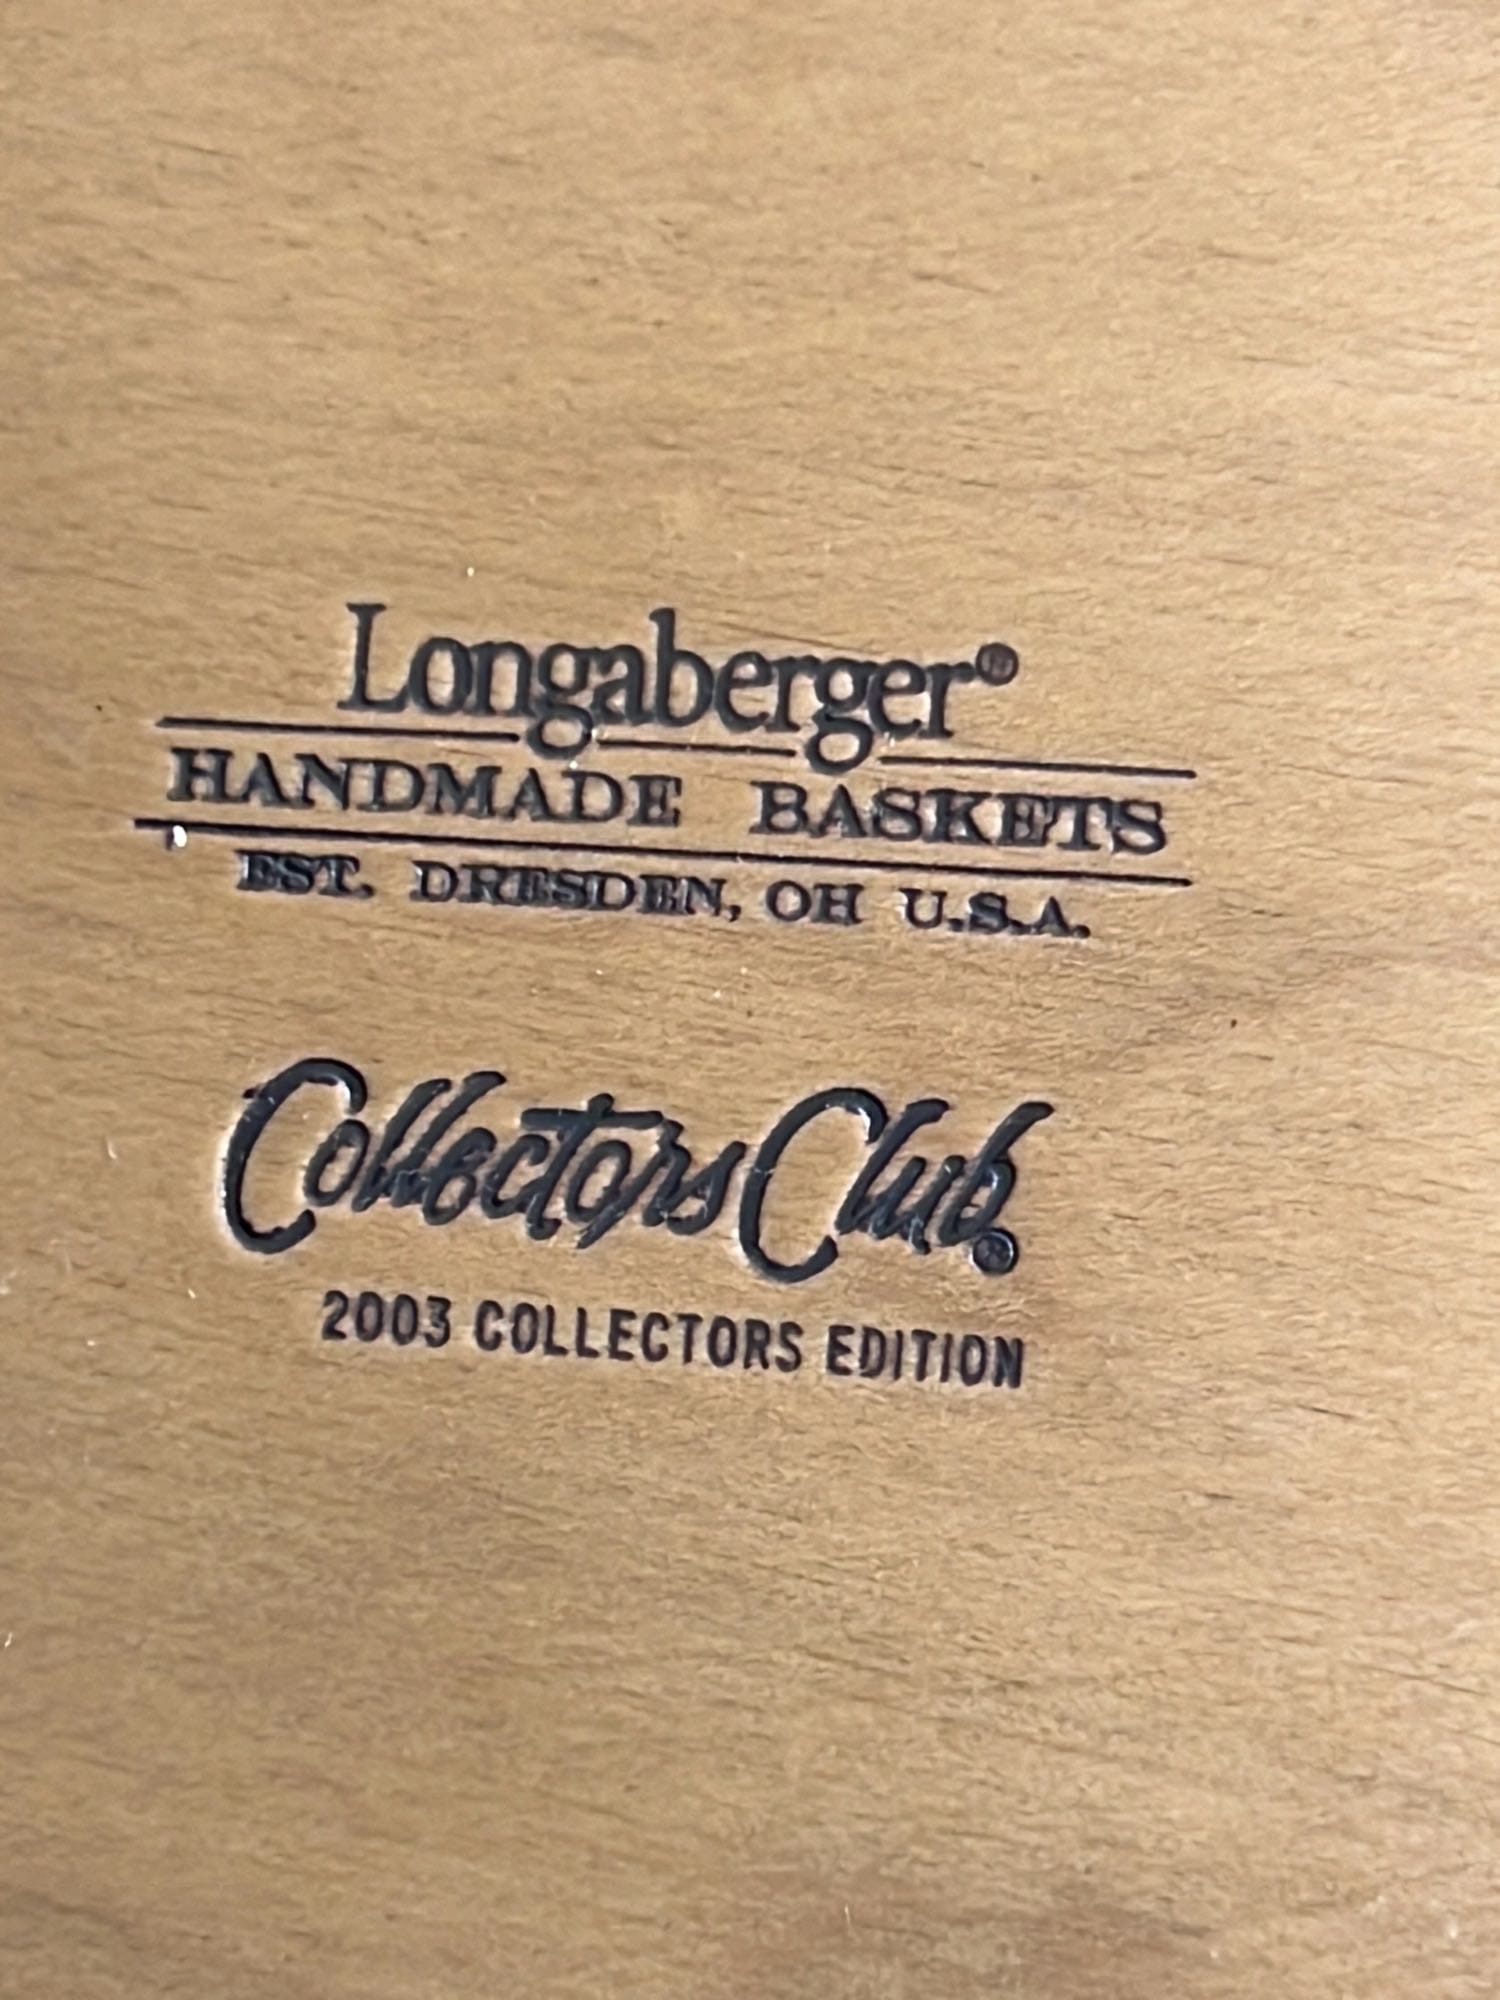 Longaberger®
HANDMADE BASKETS
EST. DRESDEN, OH U.S.A.
Collectors Club®
2003 COLLECTORS EDITION